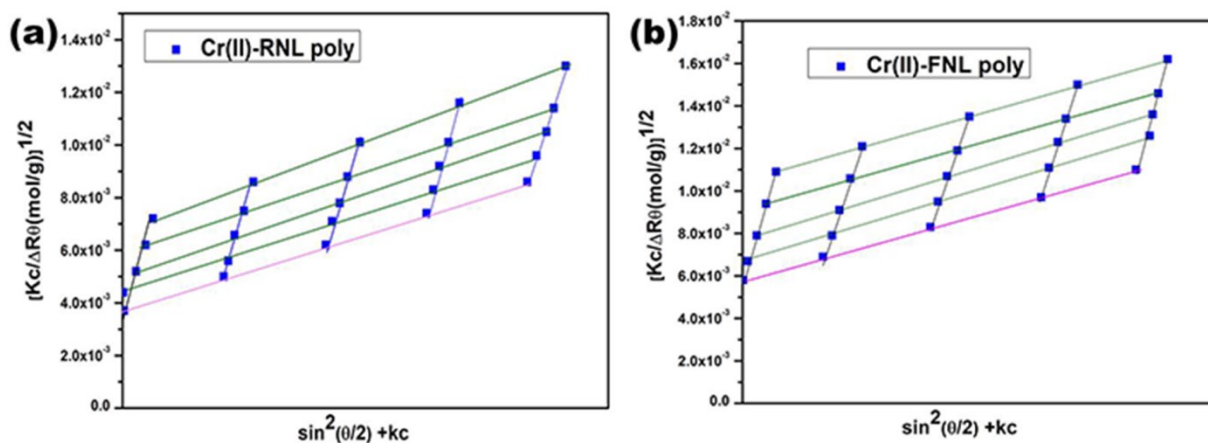 (a)
[Kc/ΔRθ(mol/g)]1/2
1.4x10-2
1.2x10-2
1.0x10-2
8.0x10-3
6.0x10-3
4.0x10-3
2.0x10-3
0.0
Cr(II)-RNL poly
sin2(θ/2) +kc
(b)
[Kc/ΔRθ(mol/g)]1/2
1.8x10-2
1.6x10-2
1.4x10-2
1.2x10-2
1.0x10-2
8.0x10-3
6.0x10-3
4.0x10-3
2.0x10-3
0.0
Cr(II)-FNL poly
sin2(θ/2) +kc